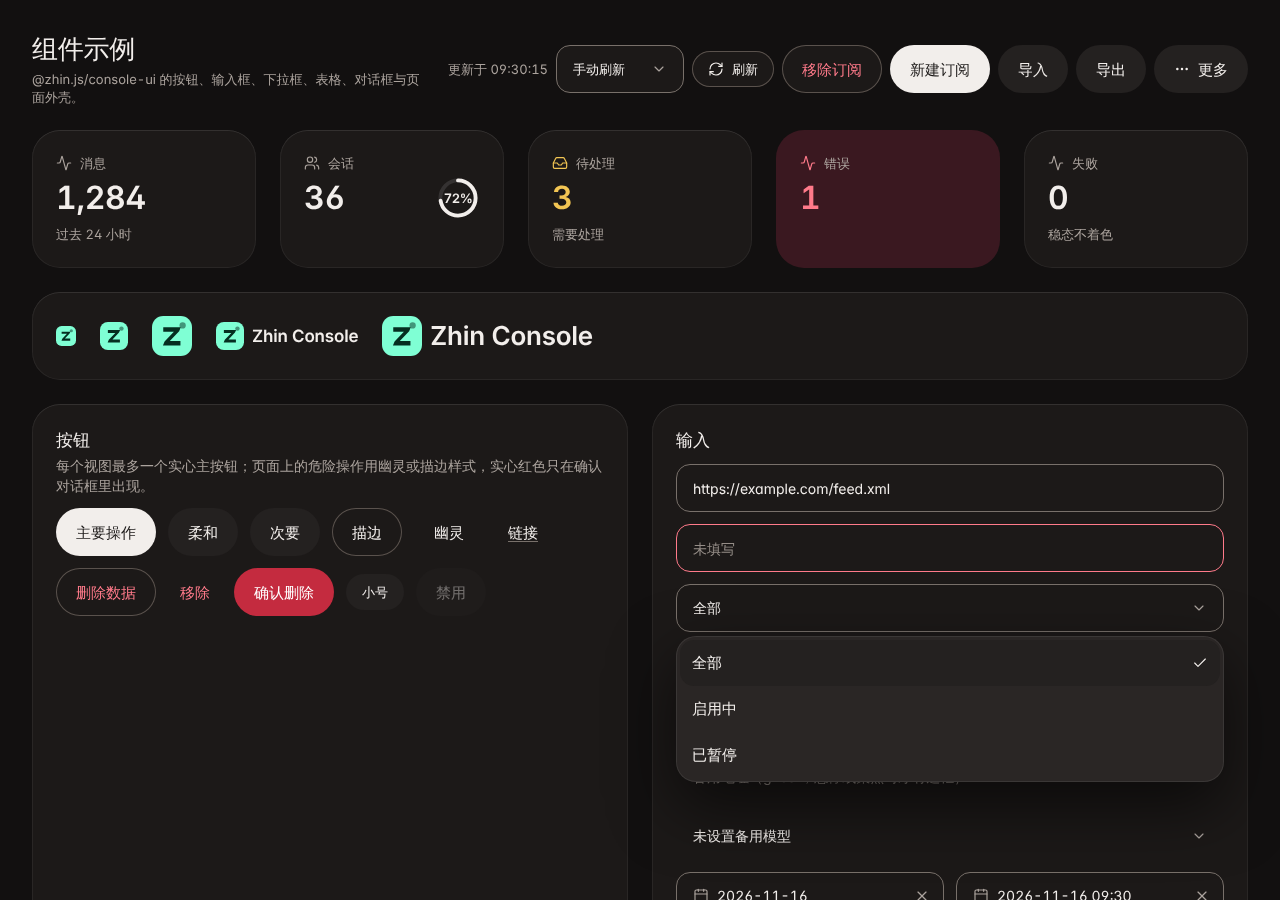 组件示例
@zhin.js/console-ui 的按钮、输入框、下拉框、表格、对话框与页
面外壳。
更新于 09:30:15
手动刷新
刷新
移除订阅
新建订阅
导入
导出
更多
消息
1,284
过去 24 小时
会话
36
72%
待处理
3
需要处理
错误
1
失败
0
稳态不着色
Zhin Console
Zhin Console
按钮
每个视图最多一个实心主按钮；页面上的危险操作用幽灵或描边样式，实心红色只在确认
对话框里出现。
主要操作
柔和
次要
描边
幽灵
链接
删除数据
移除
确认删除
小号
禁用
输入
https://example.com/feed.xml
未填写
全部
全部
启用中
已暂停
未设置备用模型
2026-11-16
2026-11-16 09:30